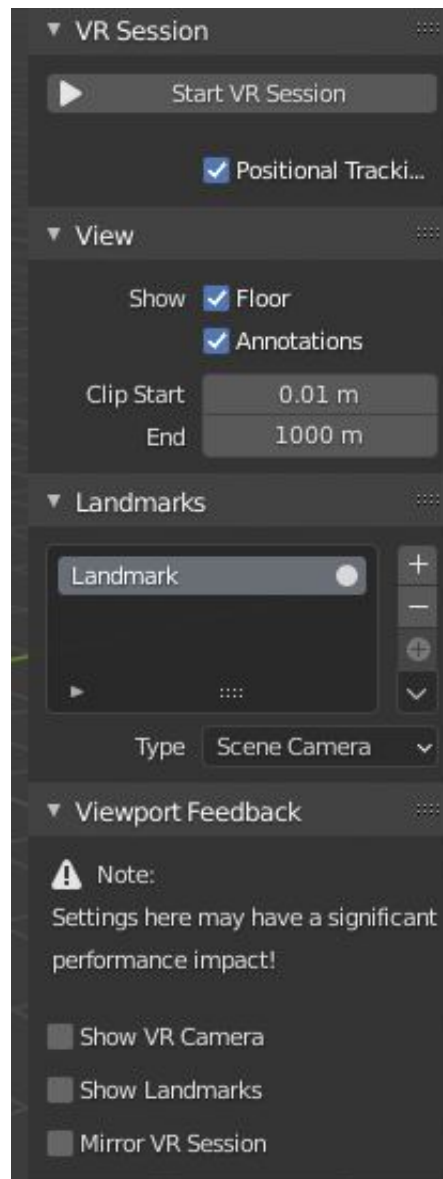 VR Session
Start VR Session
Positional Tracki...
View
Show Floor
Annotations
Clip Start 0.01 m
End 1000 m
Landmarks
Landmark
Type Scene Camera
Viewport Feedback
Note:
Settings here may have a significant
performance impact!
Show VR Camera
Show Landmarks
Mirror VR Session